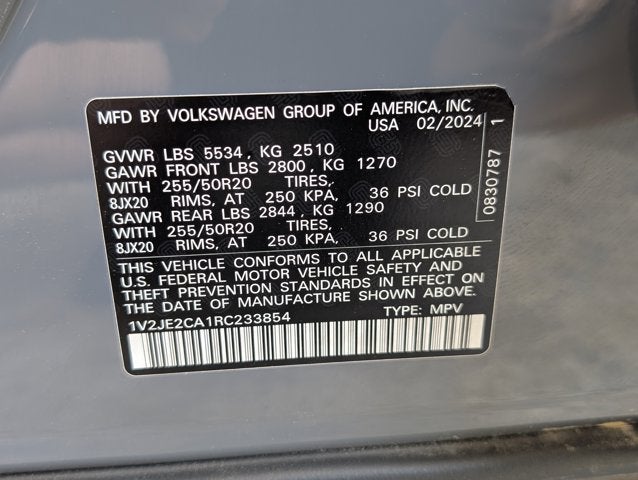 MFD BY VOLKSWAGEN GROUP OF AMERICA, INC.
USA 02/2024
GVWR LBS 5534, KG 2510
GAWR FRONT LBS 2800, KG 1270
WITH 255/50R20 TIRES,
8JX20 RIMS, AT 250 KPA, 36 PSI COLD
GAWR REAR LBS 2844, KG 1290
WITH 255/50R20 TIRES,
8JX20 RIMS, AT 250 KPA, 36 PSI COLD
THIS VEHICLE CONFORMS TO ALL APPLICABLE
U.S. FEDERAL MOTOR VEHICLE SAFETY AND
THEFT PREVENTION STANDARDS IN EFFECT ON
THE DATE OF MANUFACTURE SHOWN ABOVE.
1V2JE2CA1RC233854 TYPE: MPV
0830787 1